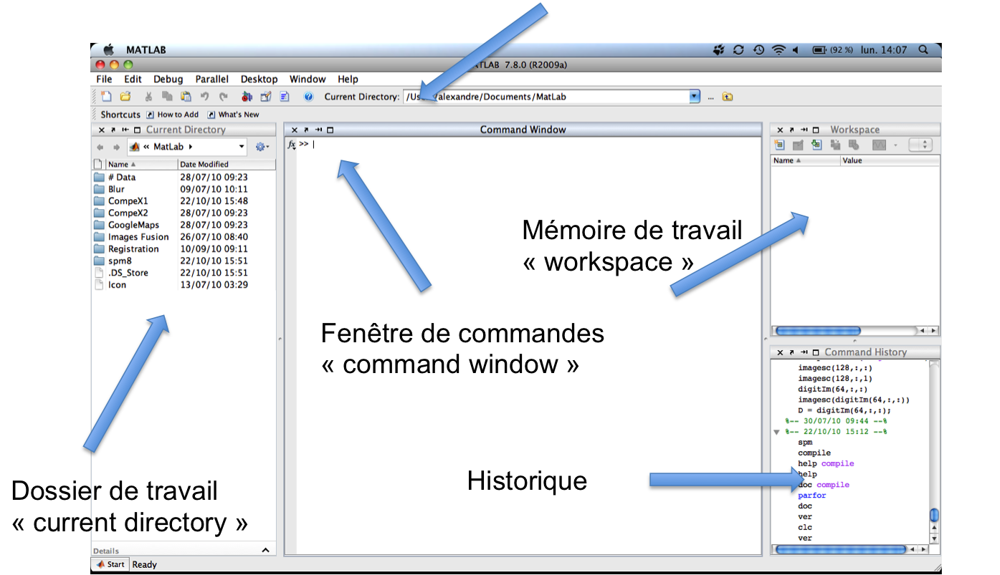 MATLAB
(92 %) lun. 14:07
TLAB 7.8.0 (R2009a)
File Edit Debug Parallel Desktop Window Help
Current Directory: /Use alexandre/Documents/MatLab
...
Shortcuts How to Add What's New
Current Directory
« MatLab
Name Date Modified
# Data 28/07/10 09:23
Blur 09/07/10 10:11
CompeX1 22/10/10 15:48
CompeX2 28/07/10 09:23
GoogleMaps 28/07/10 09:23
Images Fusion 26/07/10 08:40
Registration 10/09/10 09:11
spm8 22/10/10 15:51
.DS_Store 22/10/10 15:51
Icon 13/07/10 03:29
Dossier de travail
« current directory »
Details
Start Ready
Command Window
fx >>
Fenêtre de commandes
« command window »
Mémoire de travail
« workspace »
Historique
Workspace
Name Value
Command History
imagesc(128,:,:)
imagesc(128,:,1)
digitIm(64,:,:)
imagesc(digitIm(64,:,:))
D = digitIm(64,:,:);
%-- 30/07/10 09:44 --%
%-- 22/10/10 15:12 --%
spm
compile
help compile
help
doc compile
parfor
doc
ver
clc
ver